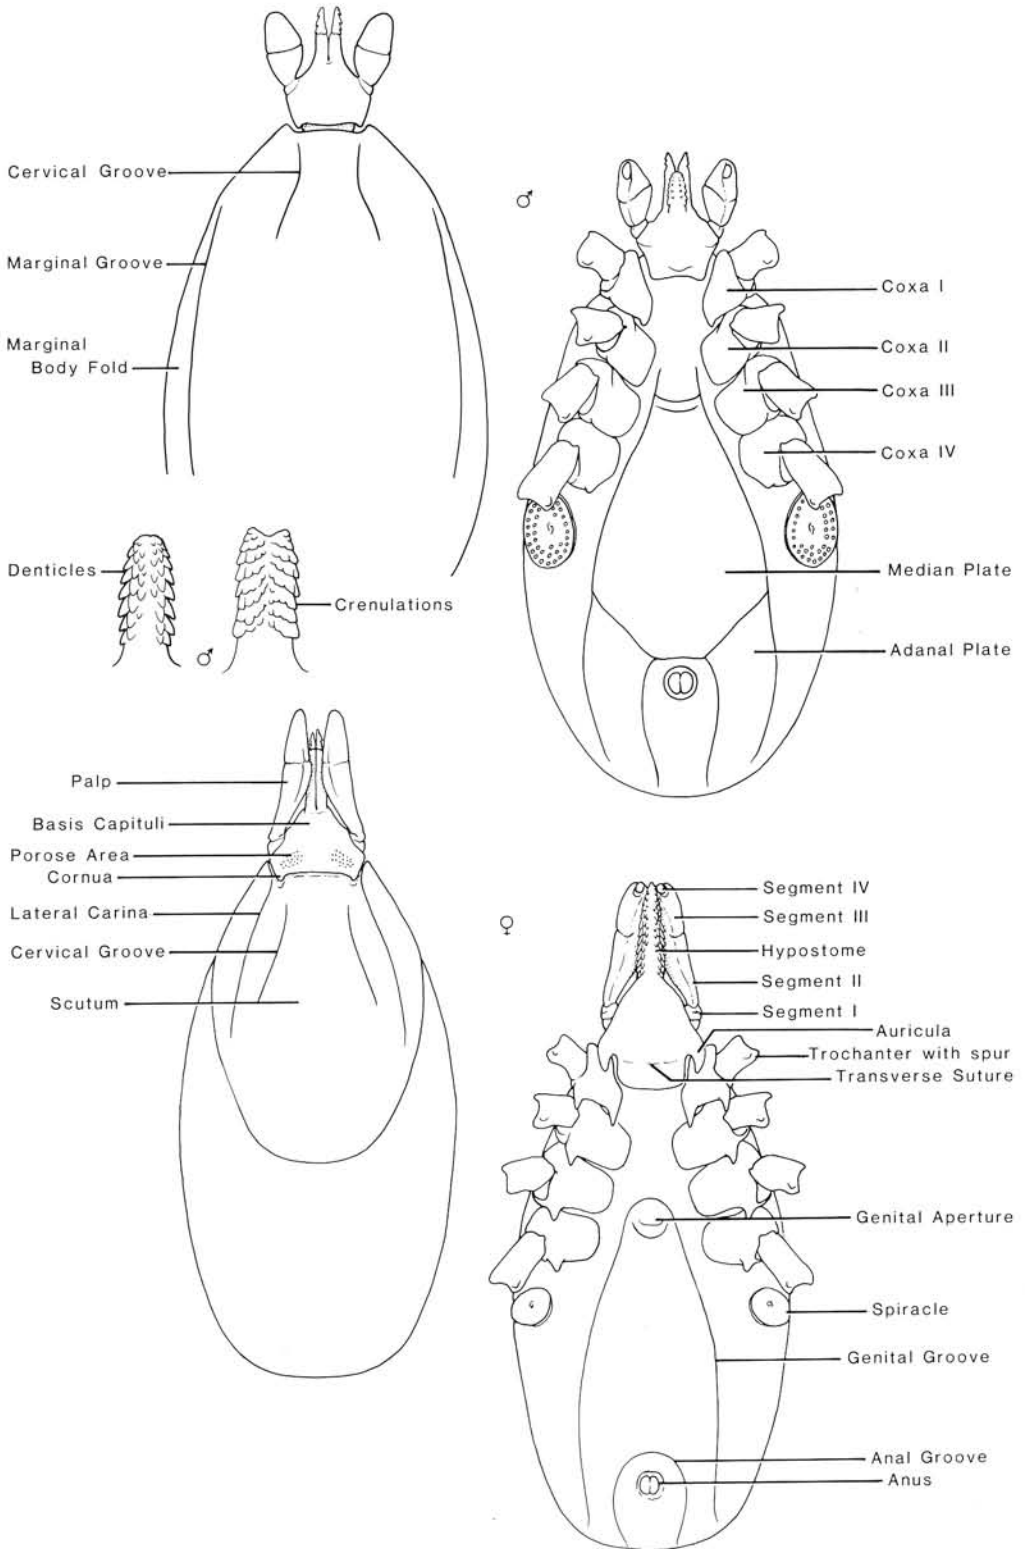 Cervical Groove
Marginal Groove
Marginal
Body Fold
♂
Coxa I
Coxa II
Coxa III
Coxa IV
Median Plate
Adanal Plate
Denticles
Crenulations
♂
Palp
Basis Capituli
Porose Area
Cornua
Lateral Carina
Cervical Groove
Scutum
♀
Segment IV
Segment III
Hypostome
Segment II
Segment I
Auricula
Trochanter with spur
Transverse Suture
Genital Aperture
Spiracle
Genital Groove
Anal Groove
Anus